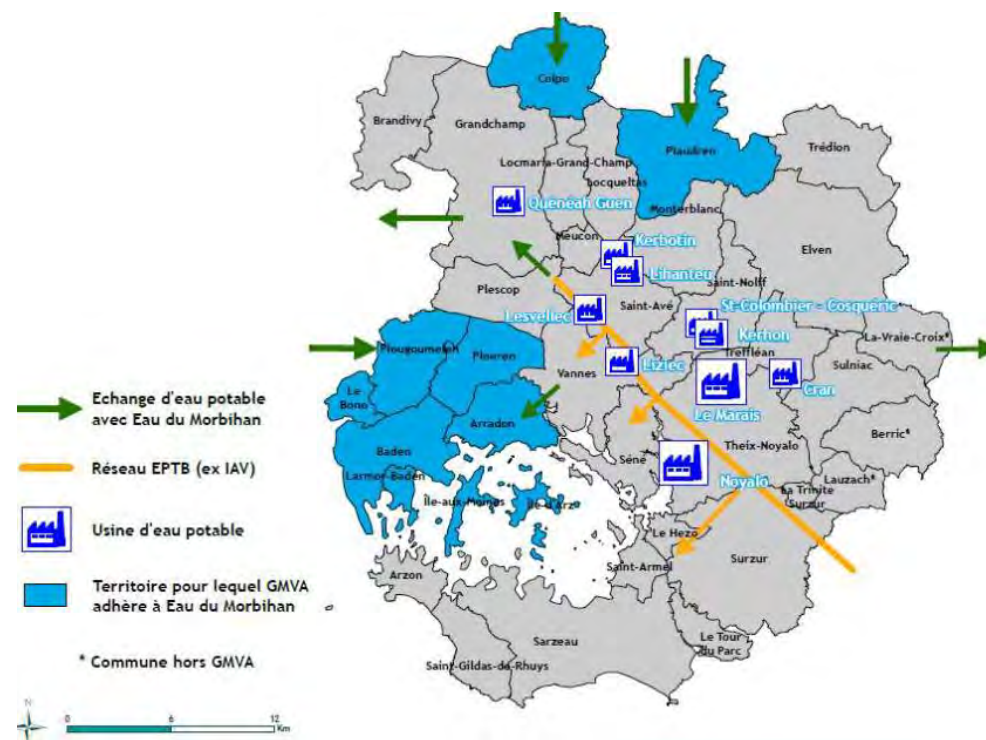 Colpo
Brandivy
Grandchamp
Plaudren
Trédion
Locmaria-Grand-Champ
Locqueltas
Quénéah Guen
Monterblanc
Meucon
Kerbotin
Elven
Lihanteu
Saint-Nolff
Plescop
Saint-Avé
St-Colombier - Cosquéric
Lesvellec
Kerhon
La-Vraie-Croix*
Plougoumelen
Ploeren
Liziec
Treffléan
Sulniac
Vannes
Cran
Le
Bono
Le Marais
Arradon
Berric*
Baden
Séné
Theix-Noyalo
Larmor-Baden
Lauzach*
Noyalo
La Trinité
Surzur
Île-aux-Moines
Île-d'Arz*
Le Hezo
Surzur
Saint-Armel
Arzon
Le Tour
du Parc
Sarzeau
Saint-Gildas-de-Rhuys
Echange d'eau potable
avec Eau du Morbihan
Réseau EPTB (ex IAV)
Usine d'eau potable
Territoire pour lequel GMVA
adhère à Eau du Morbihan
* Commune hors GMVA
N
0 6 12
Km